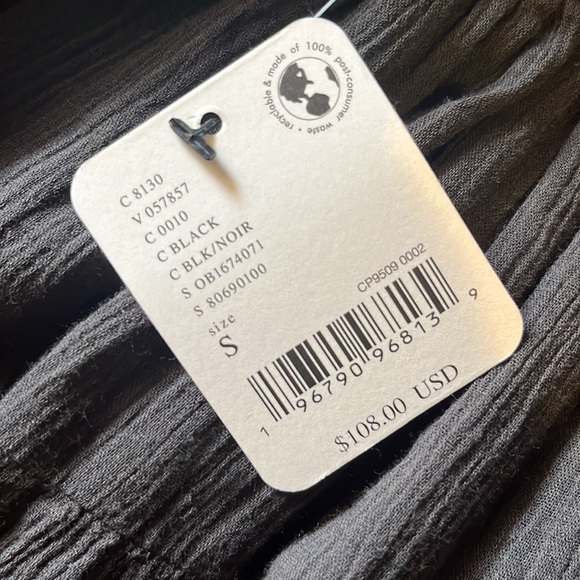 recyclable & made of 100% post-consumer waste •
C 8130
V 057857
C 0010
C BLACK
C BLK/NOIR
S OB1674071
S 80690100
size
S
CP9509 0002
1 96790 96813 9
$108.00 USD